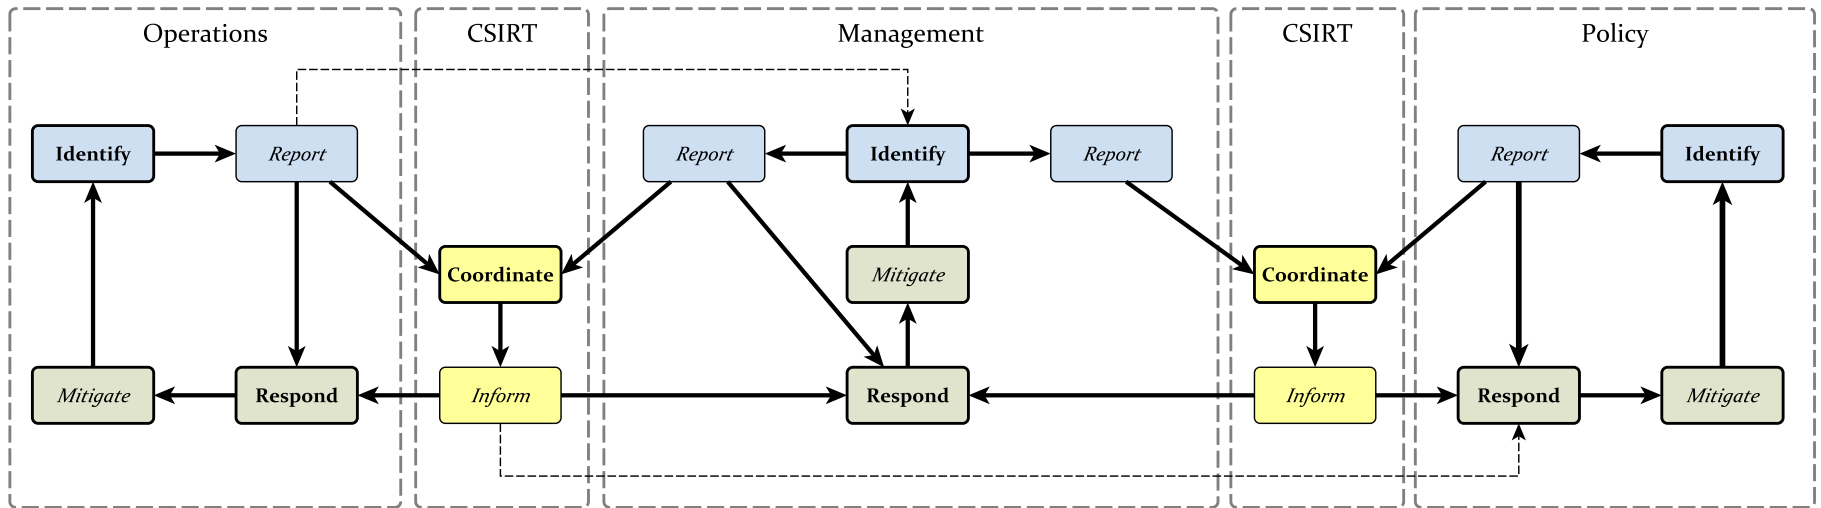 Operations
CSIRT
Management
CSIRT
Policy
Identify
Report
Report
Identify
Report
Report
Identify
Coordinate
Mitigate
Coordinate
Mitigate
Respond
Inform
Respond
Inform
Respond
Mitigate